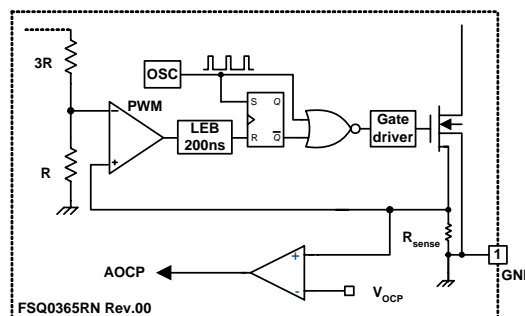 3R
OSC
PWM
S Q
LEB
200ns
R Q
Gate
driver
R
+
R sense
1
GND
AOCP
+
-
V OCP
FSQ0365RN Rev.00